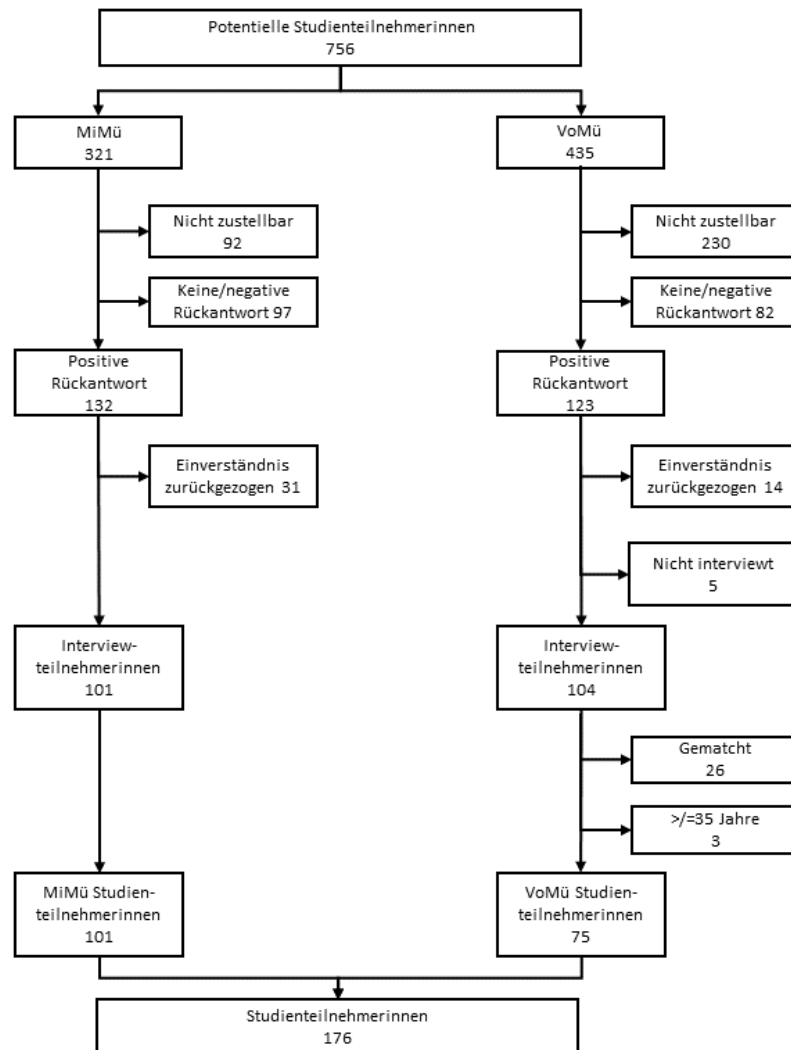 Potentielle Studienteilnehmerinnen
756
MiMü
321
VoMü
435
Nicht zustellbar
92
Nicht zustellbar
230
Keine/negative
Rückantwort 97
Keine/negative
Rückantwort 82
Positive
Rückantwort
132
Positive
Rückantwort
123
Einverständnis
zurückgezogen 31
Einverständnis
zurückgezogen 14
Nicht interviewt
5
Interview-
teilnehmerinnen
101
Interview-
teilnehmerinnen
104
Gematcht
26
>/=35 Jahre
3
MiMü Studien-
teilnehmerinnen
101
VoMü Studien-
teilnehmerinnen
75
Studienteilnehmerinnen
176